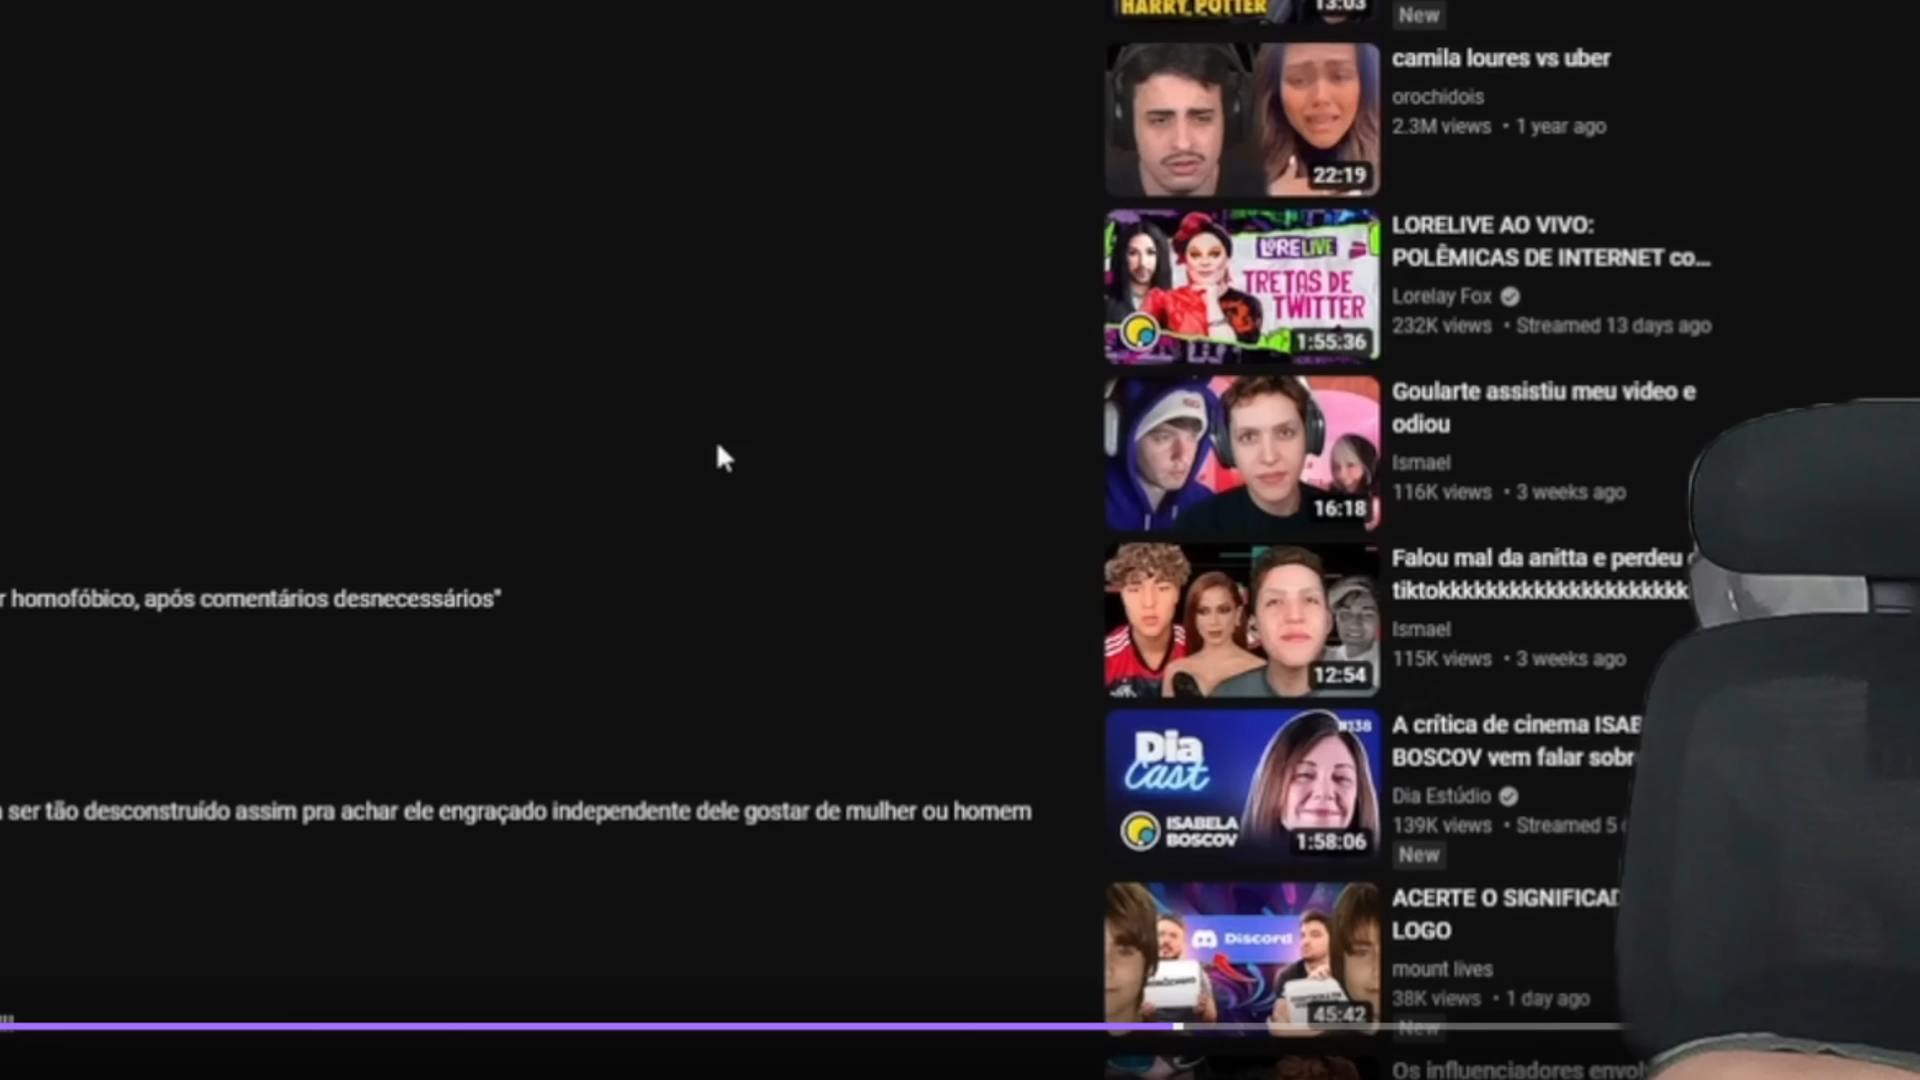 r homofóbico, após comentários desnecessários"
ser tão desconstruído assim pra achar ele engraçado independente dele gostar de mulher ou homem
HARRY POTTER
13:03
New
22:19
camila loures vs uber
orochidois
2.3M views • 1 year ago
LORELIVE
TRETAS DE
TWITTER
1:55:36
LORELIVE AO VIVO:
POLÊMICAS DE INTERNET co...
Lorelay Fox
232K views • Streamed 13 days ago
16:18
Goularte assistiu meu video e
odiou
Ismael
116K views • 3 weeks ago
12:54
Falou mal da anitta e perdeu
tiktokkkkkkkkkkkkkkkkkkkkkk
Ismael
115K views • 3 weeks ago
#138
Dia
Cast
ISABELA
BOSCOV
1:58:06
A crítica de cinema ISAB
BOSCOV vem falar sobr
Dia Estúdio
139K views • Streamed 5
New
Discord
45:42
ACERTE O SIGNIFICAD
LOGO
mount lives
38K views • 1 day ago
New
Os influenciadores envol